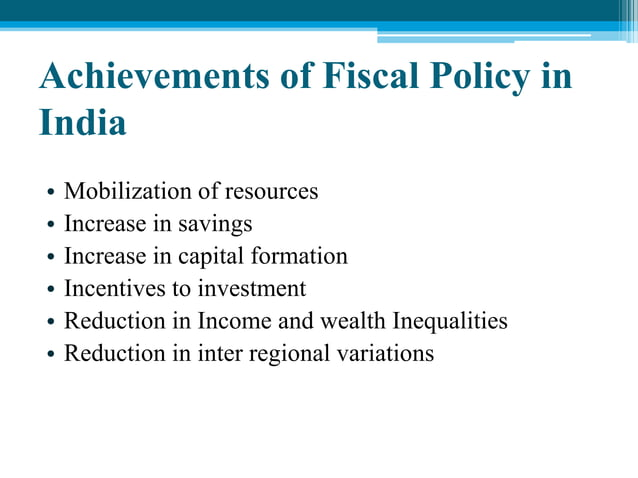 Achievements of Fiscal Policy in
India
• Mobilization of resources
• Increase in savings
• Increase in capital formation
• Incentives to investment
• Reduction in Income and wealth Inequalities
• Reduction in inter regional variations